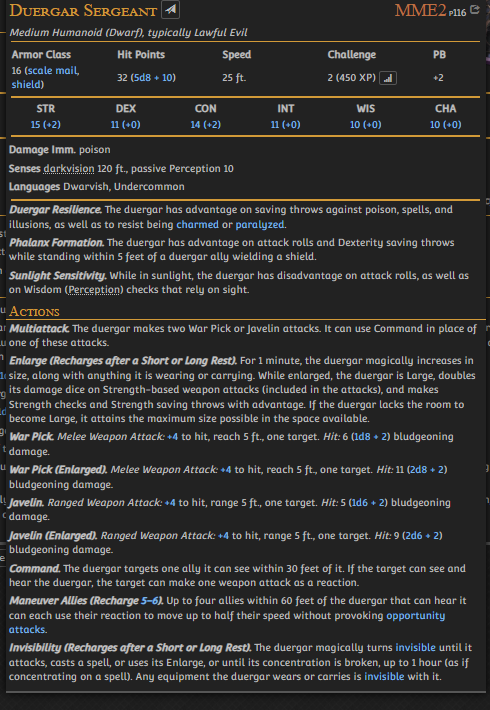 Duergar Sergeant MME2 p116
Medium Humanoid (Dwarf), typically Lawful Evil
Armor Class Hit Points Speed Challenge PB
16 (scale mail, shield) 32 (5d8 + 10) 25 ft. 2 (450 XP) +2
STR DEX CON INT WIS CHA
15 (+2) 11 (+0) 14 (+2) 11 (+0) 10 (+0) 10 (+0)
Damage Imm. poison
Senses darkvision 120 ft., passive Perception 10
Languages Dwarvish, Undercommon
Duergar Resilience. The duergar has advantage on saving throws against poison, spells, and
illusions, as well as to resist being charmed or paralyzed.
Phalanx Formation. The duergar has advantage on attack rolls and Dexterity saving throws
while standing within 5 feet of a duergar ally wielding a shield.
Sunlight Sensitivity. While in sunlight, the duergar has disadvantage on attack rolls, as well as
on Wisdom (Perception) checks that rely on sight.
Actions
Multiattack. The duergar makes two War Pick or Javelin attacks. It can use Command in place of
one of these attacks.
Enlarge (Recharges after a Short or Long Rest). For 1 minute, the duergar magically increases in
size, along with anything it is wearing or carrying. While enlarged, the duergar is Large, doubles
its damage dice on Strength-based weapon attacks (included in the attacks), and makes
Strength checks and Strength saving throws with advantage. If the duergar lacks the room to
become Large, it attains the maximum size possible in the space available.
War Pick. Melee Weapon Attack: +4 to hit, reach 5 ft., one target. Hit: 6 (1d8 + 2) bludgeoning
damage.
War Pick (Enlarged). Melee Weapon Attack: +4 to hit, reach 5 ft., one target. Hit: 11 (2d8 + 2)
bludgeoning damage.
Javelin. Ranged Weapon Attack: +4 to hit, range 5 ft., one target. Hit: 5 (1d6 + 2) bludgeoning
damage.
Javelin (Enlarged). Ranged Weapon Attack: +4 to hit, range 5 ft., one target. Hit: 9 (2d6 + 2)
bludgeoning damage.
Command. The duergar targets one ally it can see within 30 feet of it. If the target can see and
hear the duergar, the target can make one weapon attack as a reaction.
Maneuver Allies (Recharge 5–6). Up to four allies within 60 feet of the duergar that can hear it
can each use their reaction to move up to half their speed without provoking opportunity
attacks.
Invisibility (Recharges after a Short or Long Rest). The duergar magically turns invisible until it
attacks, casts a spell, or uses its Enlarge, or until its concentration is broken, up to 1 hour (as if
concentrating on a spell). Any equipment the duergar wears or carries is invisible with it.